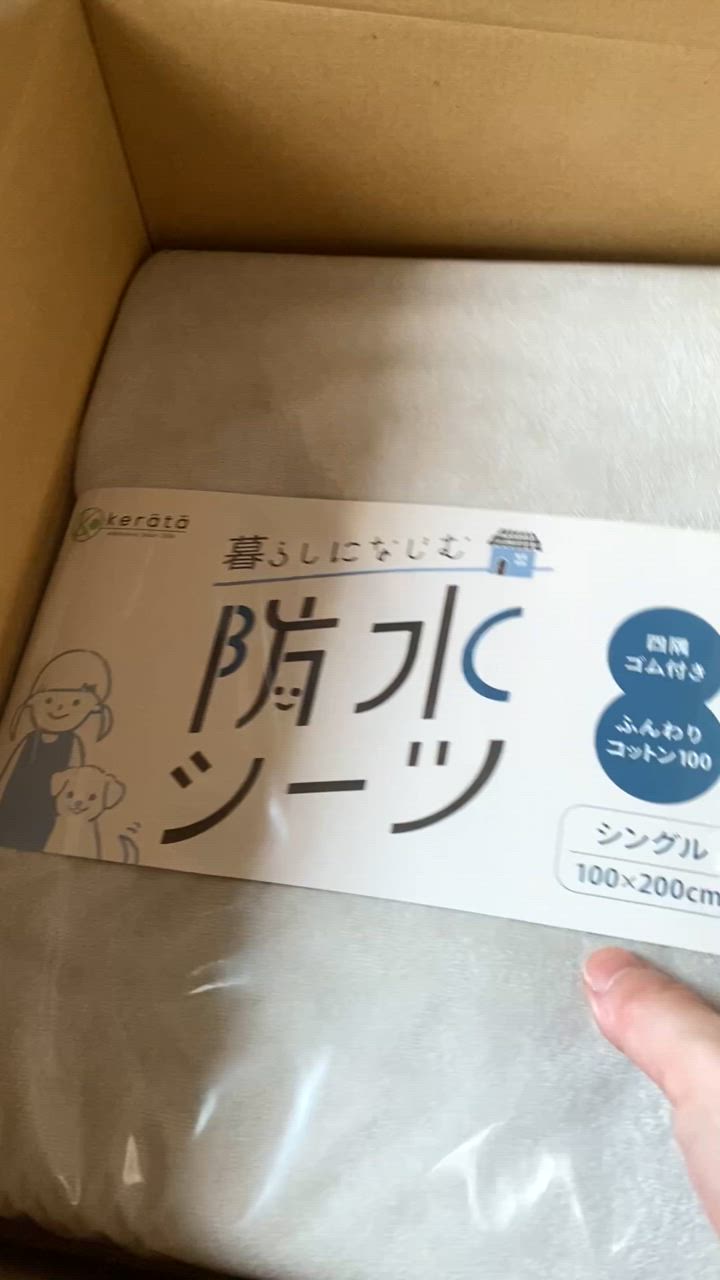 kerätä
暮らしになじむ
防水
シーツ
四隅
ゴム付き
ふんわり
コットン100
シングル
100×200cm